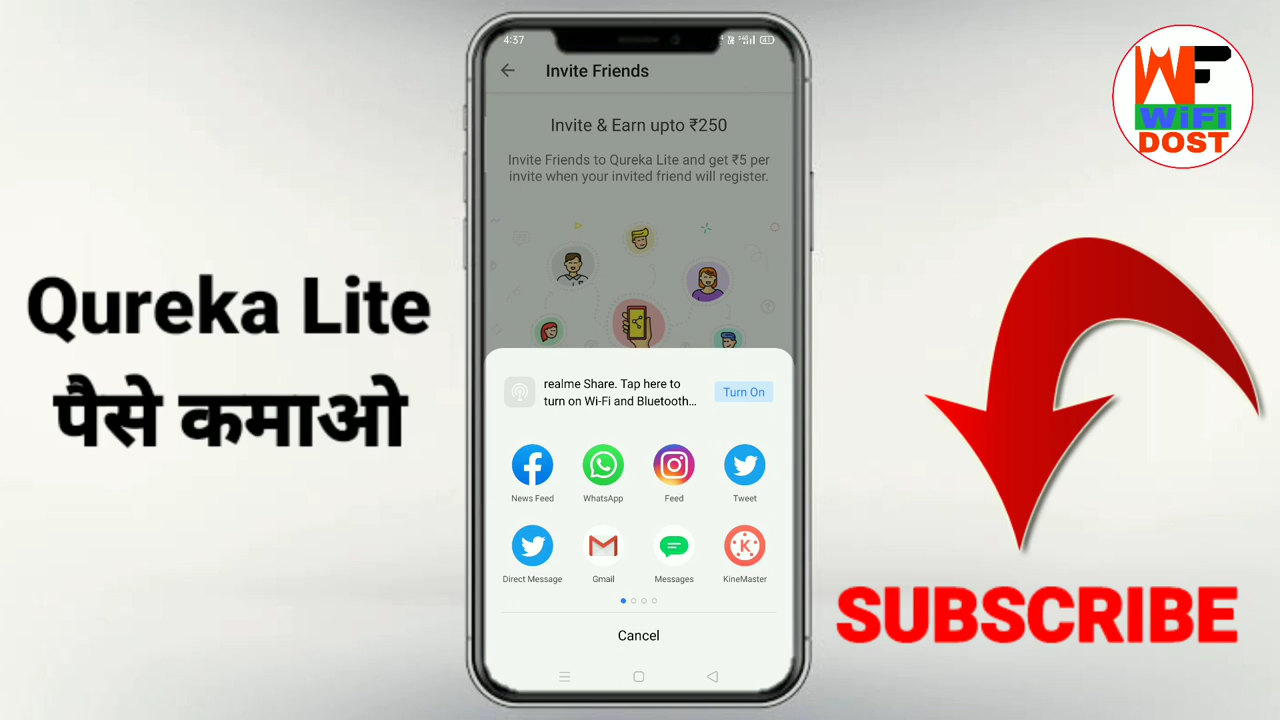 4:37
Invite Friends
Invite & Earn upto ₹250
Invite Friends to Qureka Lite and get ₹5 per
invite when your invited friend will register.
WF
WiFi
DOST
Qureka Lite
पैसे कमाओ
realme Share. Tap here to
turn on Wi-Fi and Bluetooth...
Turn On
News Feed
WhatsApp
Feed
Tweet
Direct Message
Gmail
Messages
KineMaster
Cancel
SUBSCRIBE